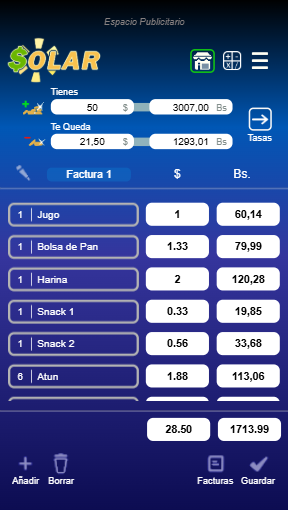 Espacio Publicitario
$OLAR
Tienes
50 $ 3007,00 Bs
Te Queda
21,50 $ 1293,01 Bs
Tasas
Factura 1 $ Bs.
1 Jugo 1 60,14
1 Bolsa de Pan 1.33 79,99
1 Harina 2 120,28
1 Snack 1 0.33 19,85
1 Snack 2 0.56 33,68
6 Atun 1.88 113,06
28.50 1713.99
Añadir Borrar Facturas Guardar